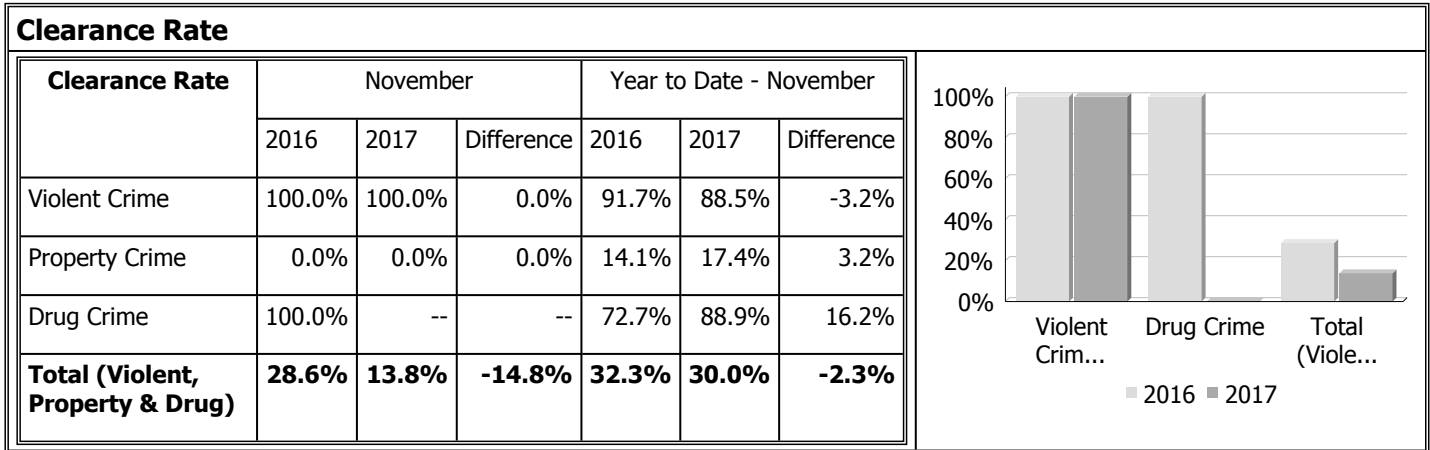 Clearance Rate
Clearance Rate November Year to Date - November
2016 2017 Difference 2016 2017 Difference
Violent Crime 100.0% 100.0% 0.0% 91.7% 88.5% -3.2%
Property Crime 0.0% 0.0% 0.0% 14.1% 17.4% 3.2%
Drug Crime 100.0% -- -- 72.7% 88.9% 16.2%
Total (Violent, 28.6% 13.8% -14.8% 32.3% 30.0% -2.3%
Property & Drug)
100%
80%
60%
40%
20%
0%
Violent Drug Crime Total
Crim... (Viole...
2016 2017